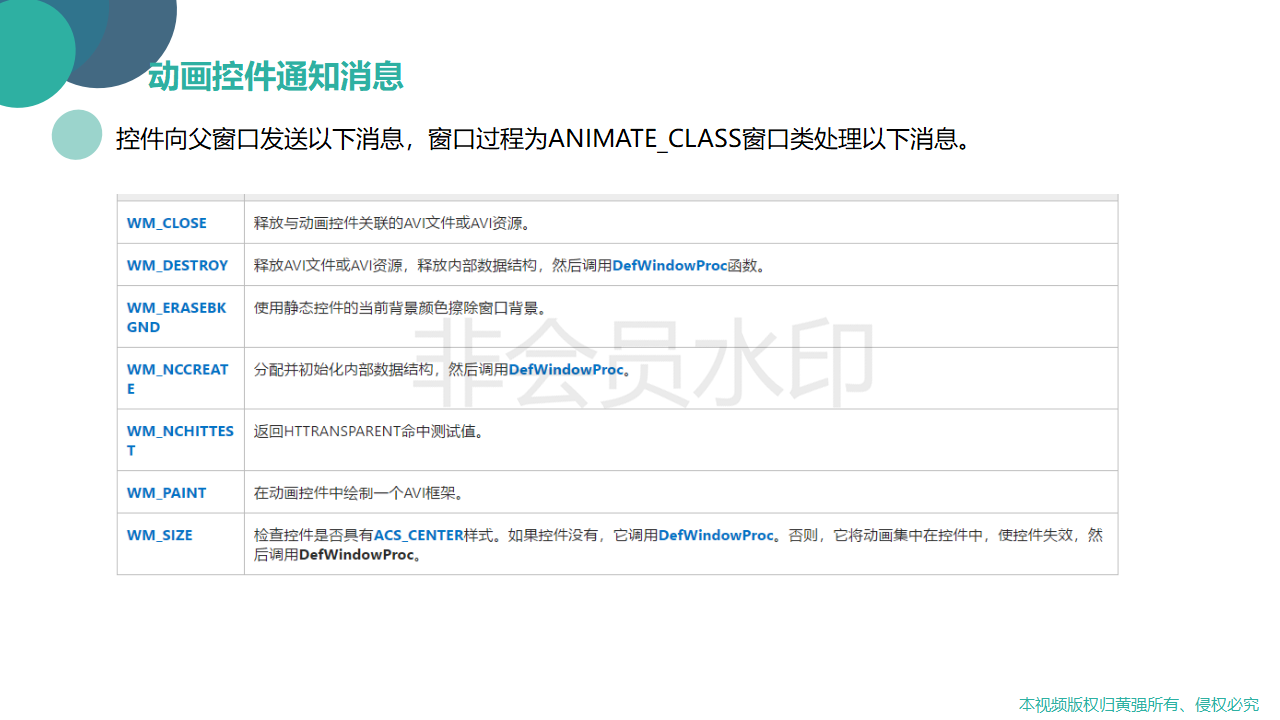 动画控件通知消息
控件向父窗口发送以下消息，窗口过程为ANIMATE_CLASS窗口类处理以下消息。
WM_CLOSE 释放与动画控件关联的AVI文件或AVI资源。
WM_DESTROY 释放AVI文件或AVI资源，释放内部数据结构，然后调用DefWindowProc函数。
WM_ERASEBK 使用静态控件的当前背景颜色擦除窗口背景。
GND
WM_NCCREAT 分配并初始化内部数据结构，然后调用DefWindowProc。
E
WM_NCHITTES 返回HTTRANSPARENT命中测试值。
T
WM_PAINT 在动画控件中绘制一个AVI框架。
WM_SIZE 检查控件是否具有ACS_CENTER样式。如果控件没有，它调用DefWindowProc。否则，它将动画集中在控件中，使控件失效，然
后调用DefWindowProc。
非会员水印
本视频版权归黄强所有、侵权必究